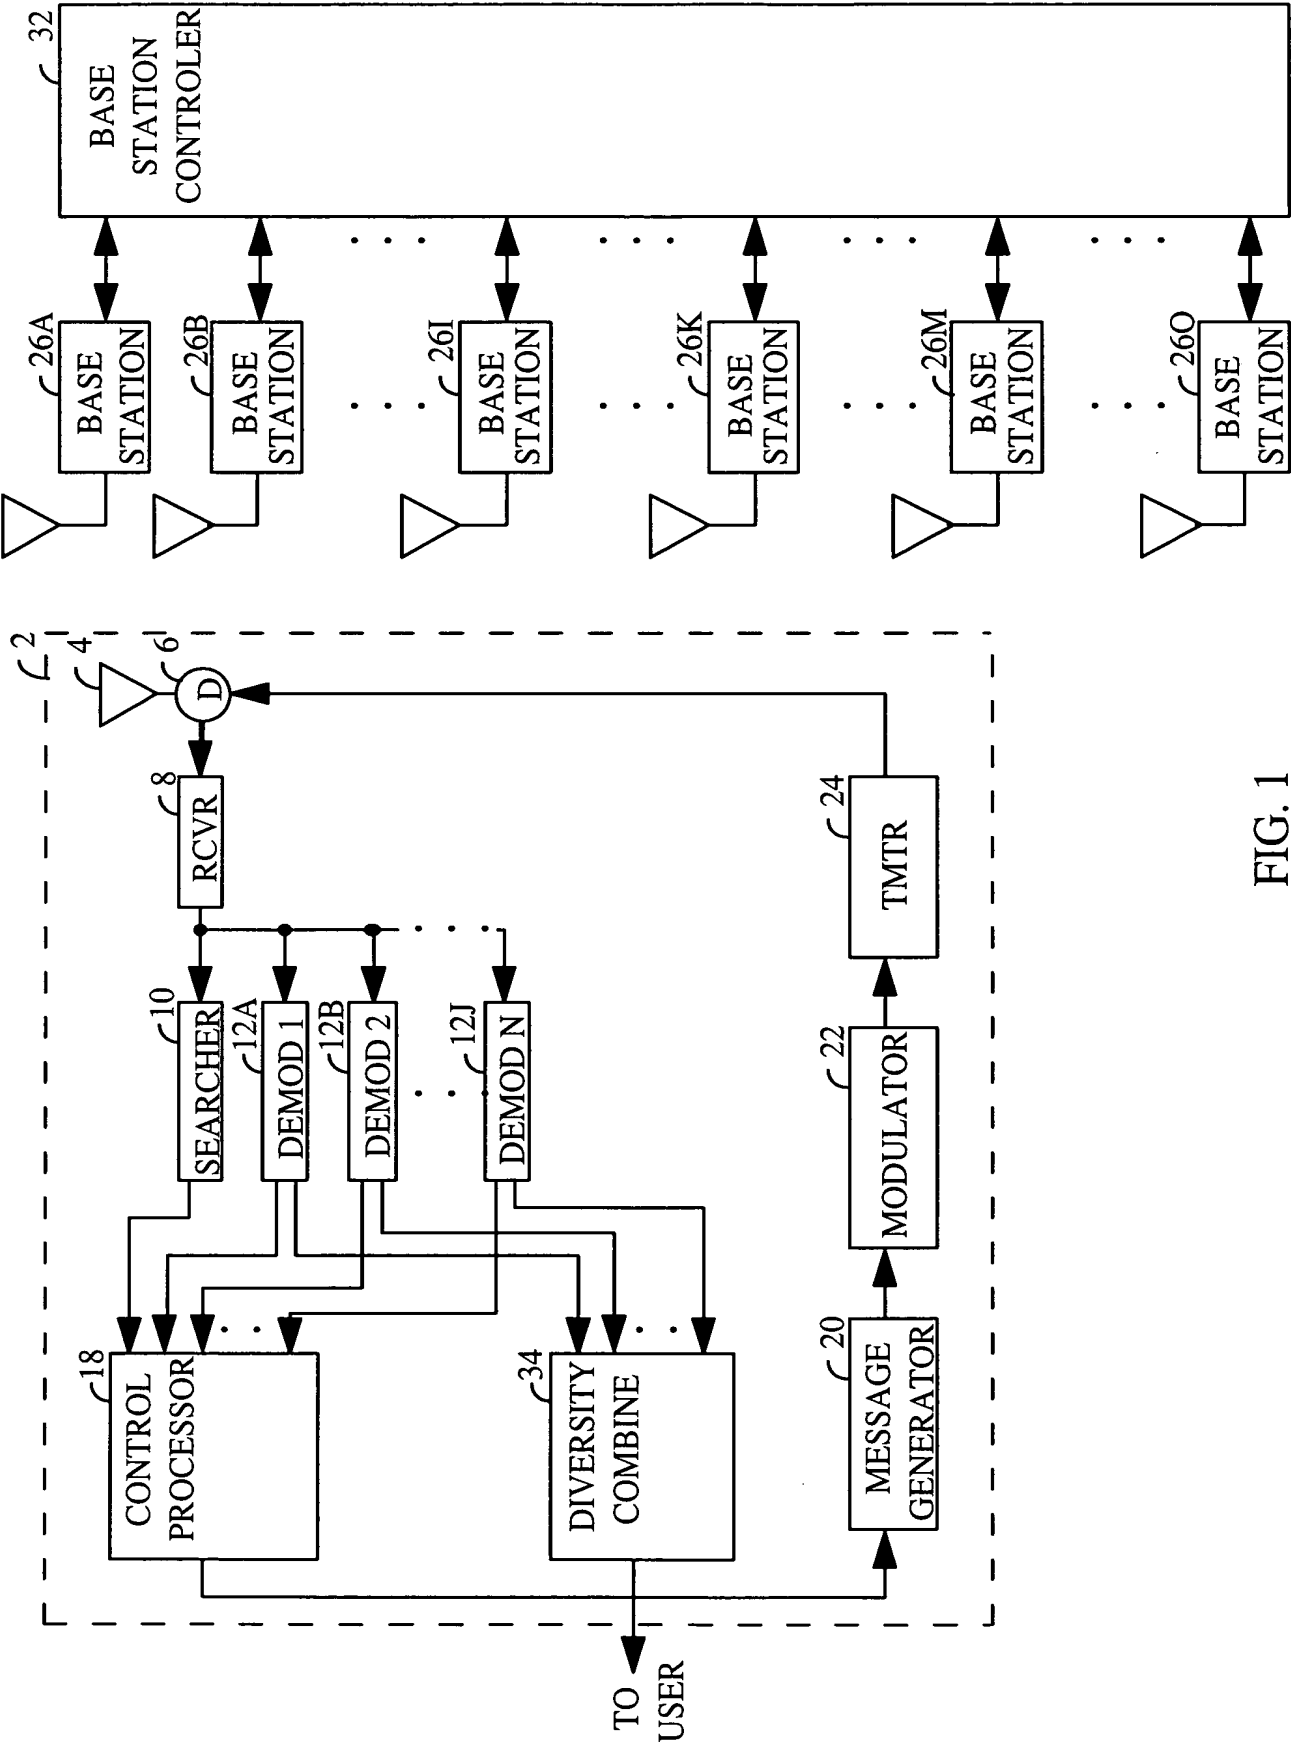 TO
USER
2
18
CONTROL
PROCESSOR
34
DIVERSITY
COMBINE
20
MESSAGE
GENERATOR
10
SEARCHER
12A
DEMOD 1
12B
DEMOD 2
12J
DEMOD N
22
MODULATOR
8
RCVR
24
TMTR
4
6
D
26A
BASE
STATION
26B
BASE
STATION
26I
BASE
STATION
26K
BASE
STATION
26M
BASE
STATION
26O
BASE
STATION
32
BASE
STATION
CONTROLER
FIG. 1